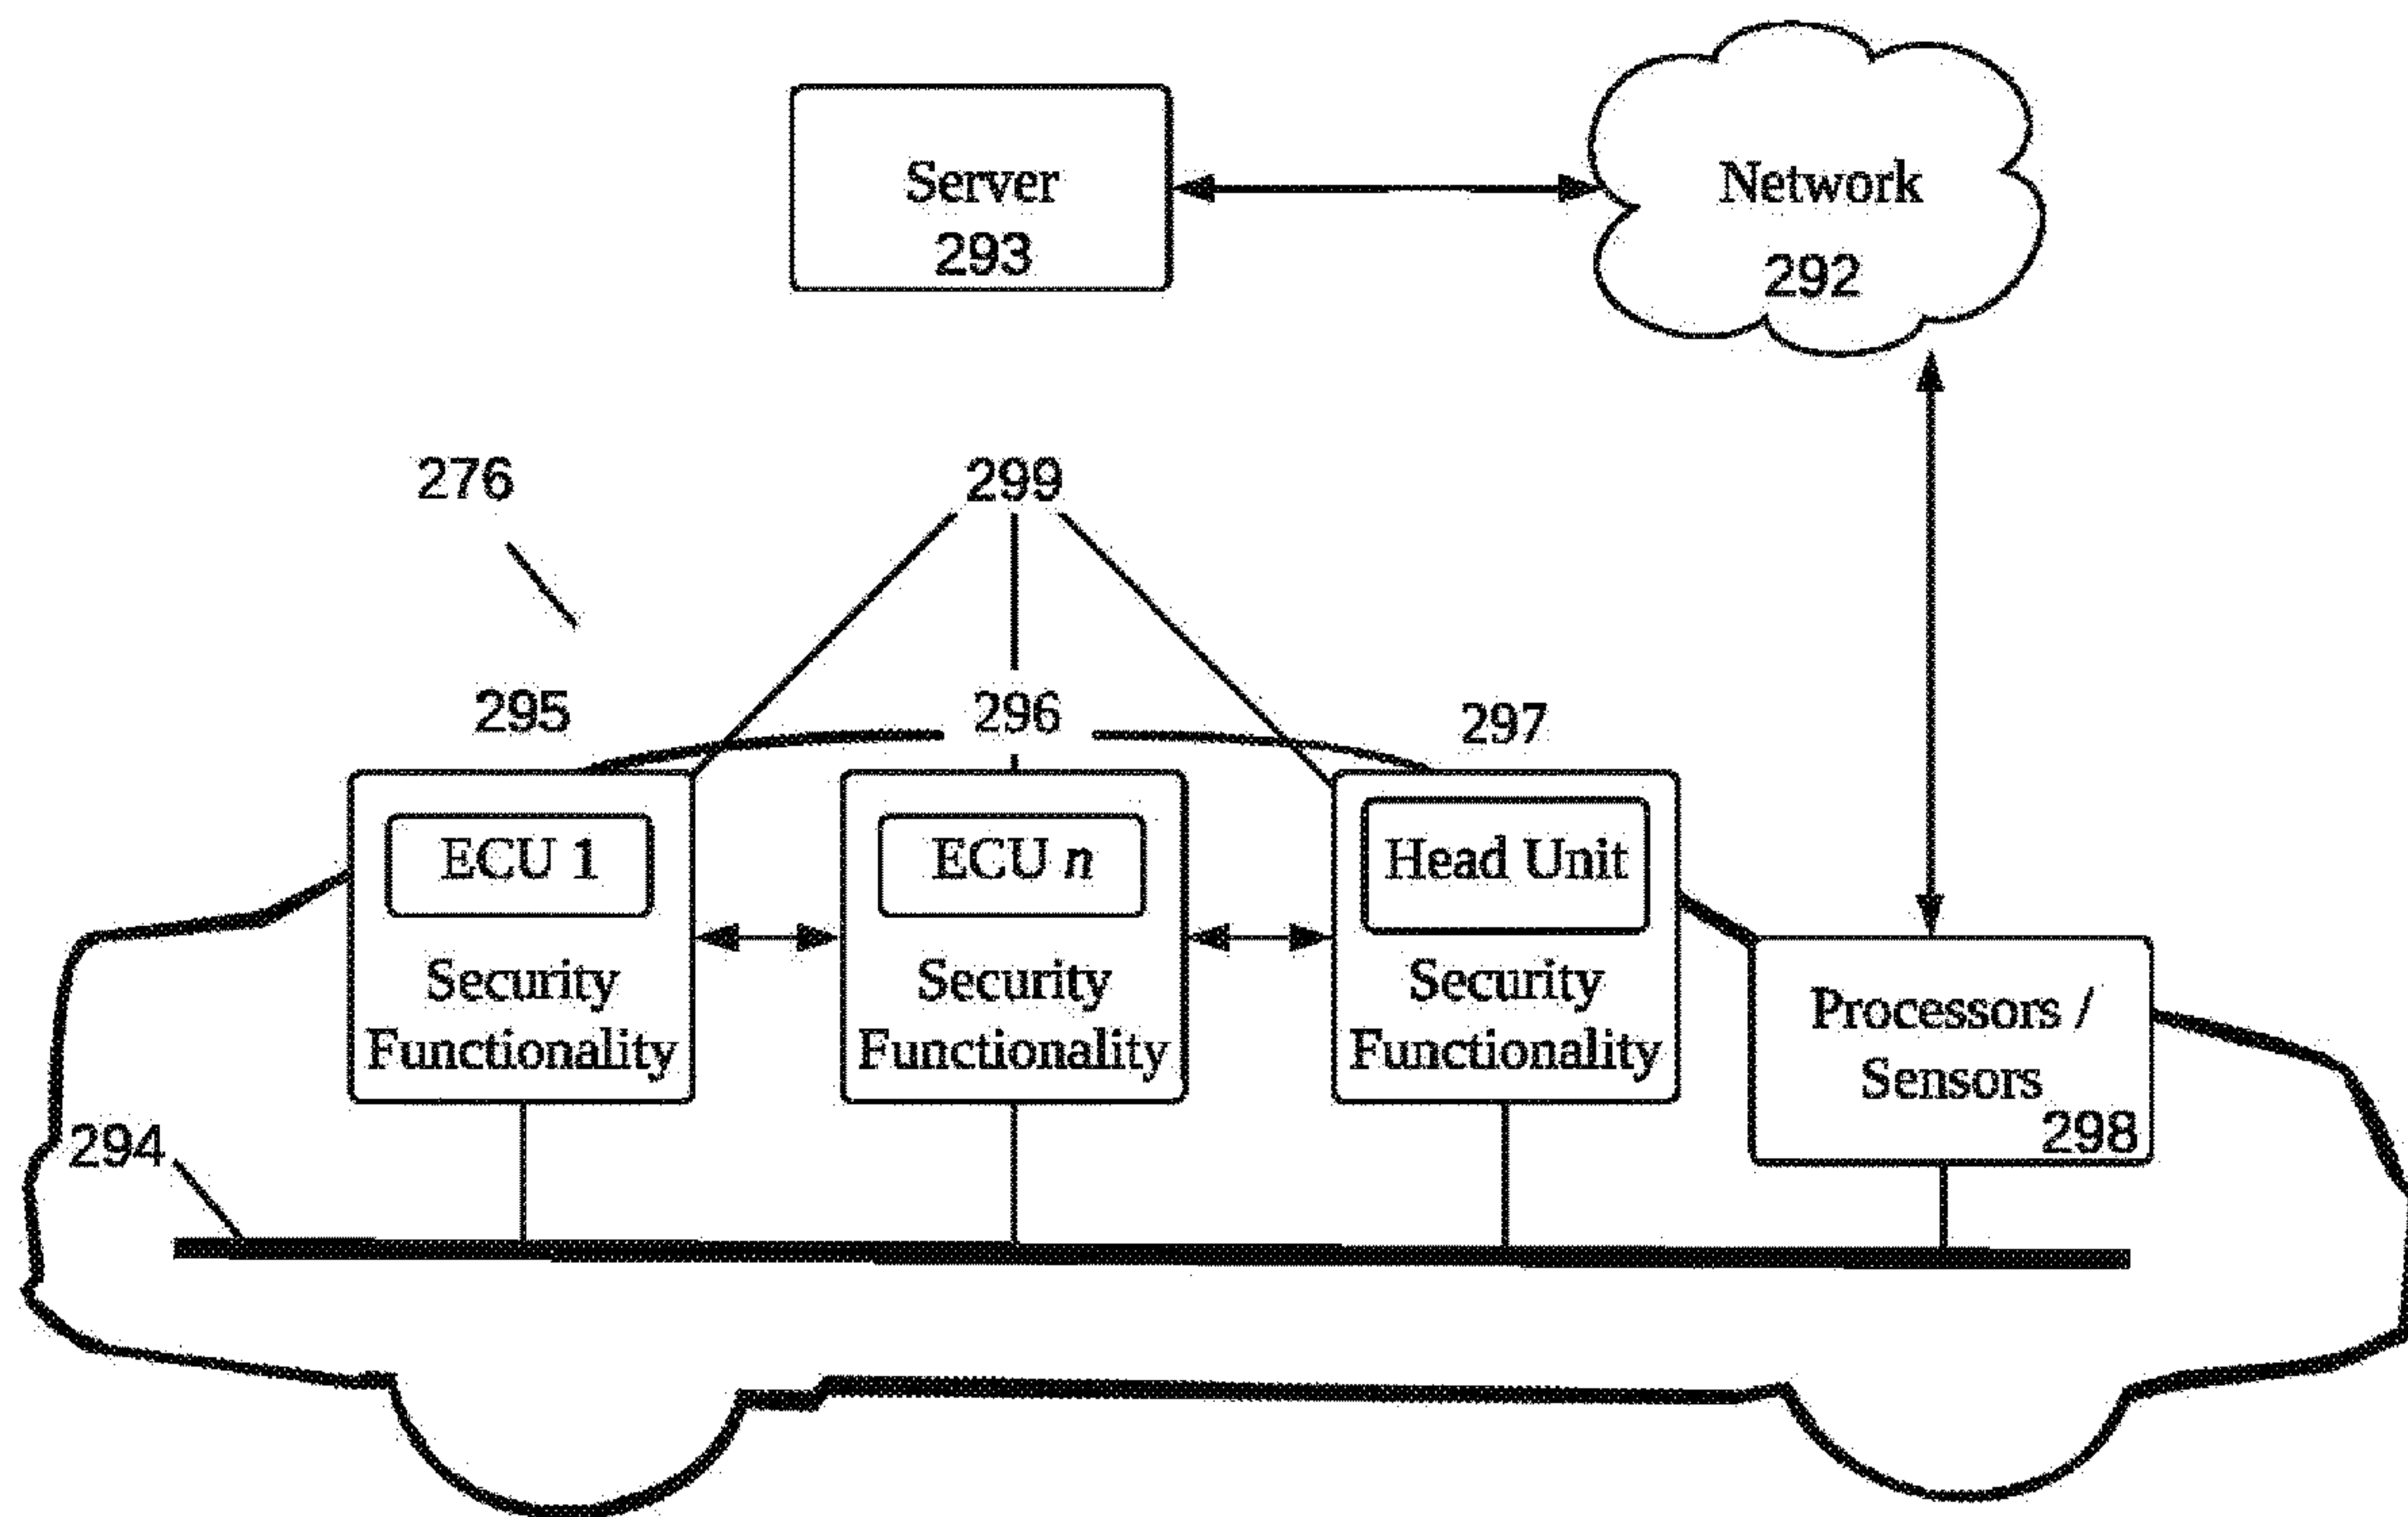 Server
293
Network
292
276
299
295
296
297
ECU 1
Security
Functionality
ECU n
Security
Functionality
Head Unit
Security
Functionality
Processors /
Sensors
298
294